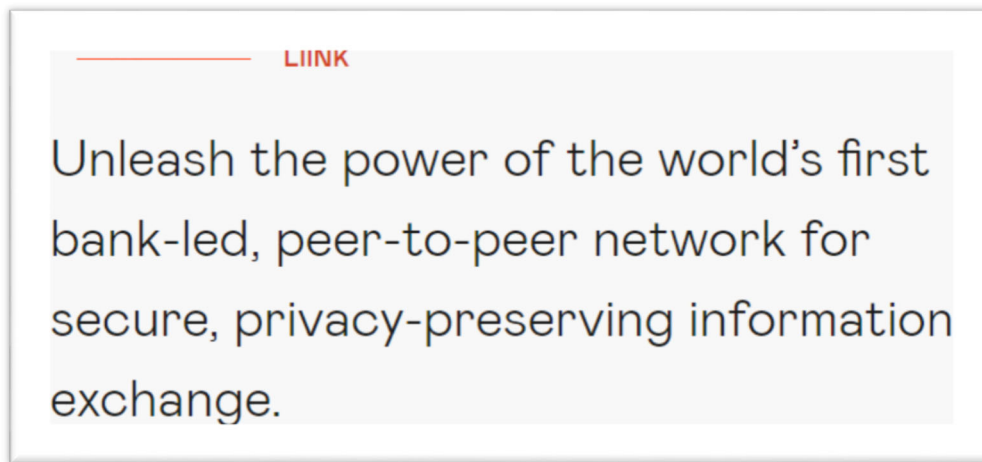 LIINK
Unleash the power of the world’s first
bank-led, peer-to-peer network for
secure, privacy-preserving information
exchange.